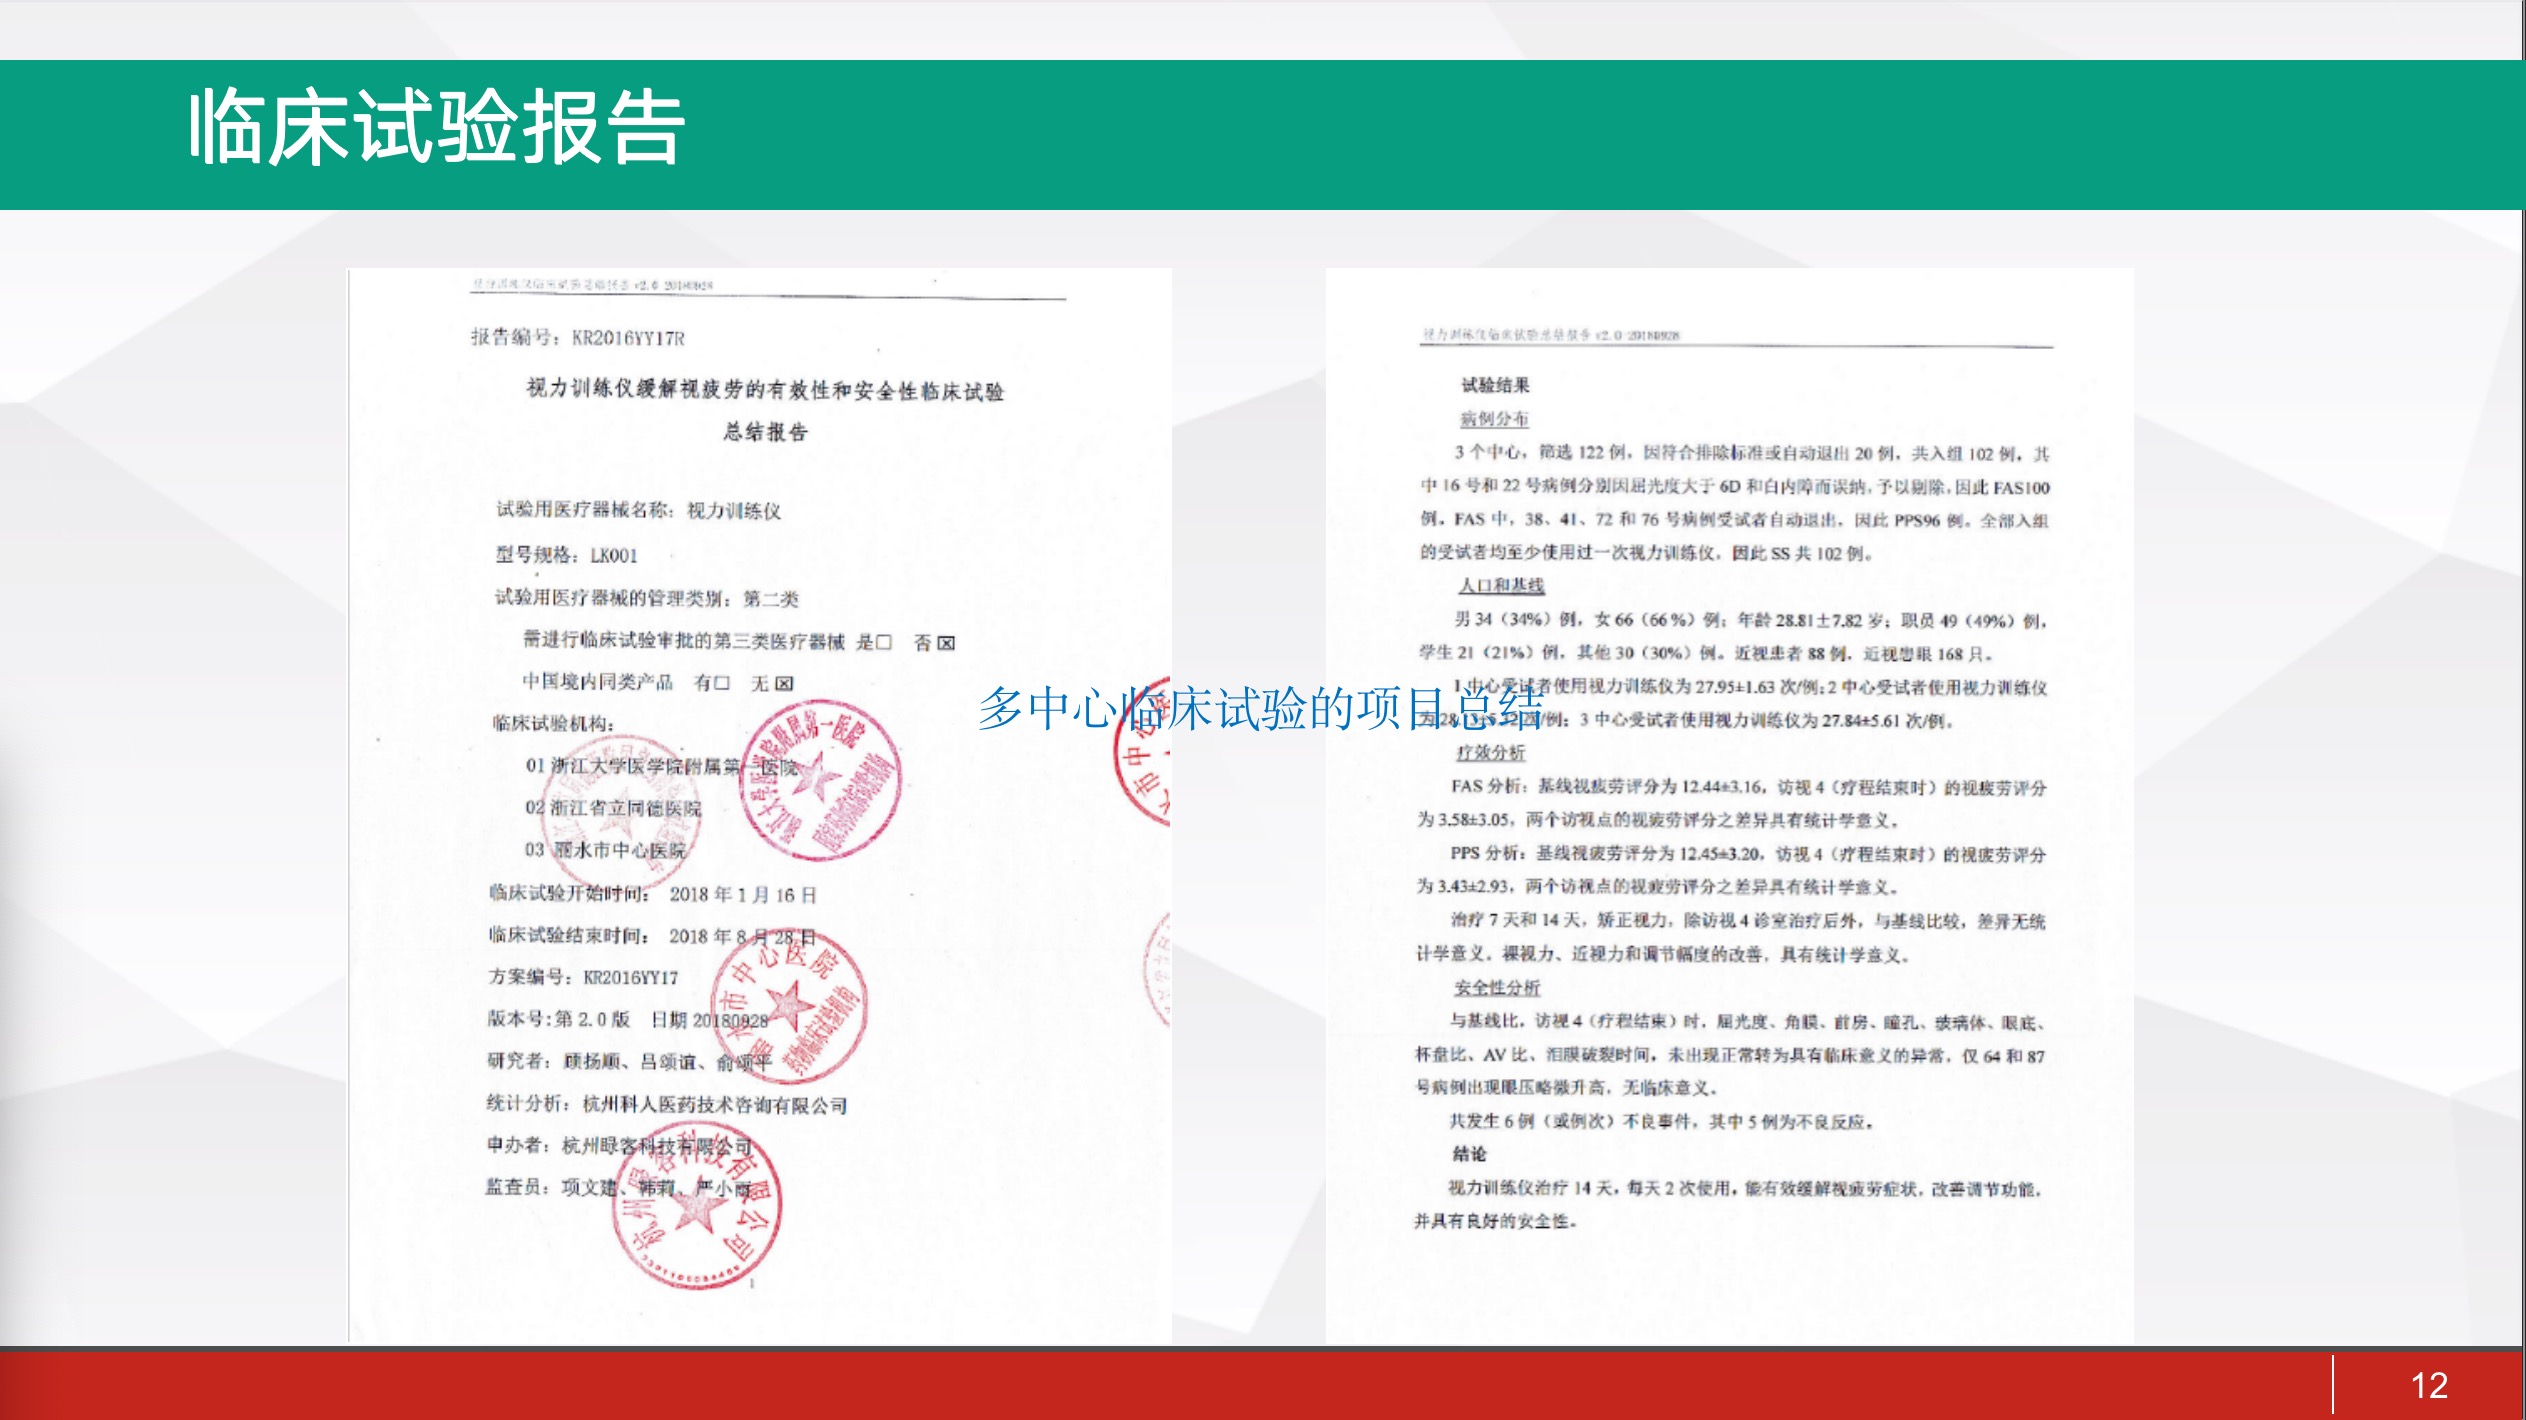 临床试验报告
报告编号：KR2016YY17R
视力训练仪缓解视疲劳的有效性和安全性临床试验
总结报告
试验用医疗器械名称：视力训练仪
型号规格：LK001
试验用医疗器械的管理类别：第二类
需进行临床试验审批的第三类医疗器械 是□ 否☒
中国境内同类产品 有□ 无☒
临床试验机构：
01 浙江大学医学院附属第一医院
02 浙江省立同德医院
03 丽水市中心医院
临床试验开始时间： 2018 年 1 月 16 日
临床试验结束时间： 2018 年 8 月 28 日
方案编号：KR2016YY17
版本号:第 2.0 版 日期 20180928
研究者：顾扬顺、吕颂谊、俞颂平
统计分析：杭州科人医药技术咨询有限公司
申办者：杭州瞭客科技有限公司
监查员：项文建、韩莉、严小雨
1
多中心临床试验的项目总结
视力训练仪临床试验总结报告 v2.0 20180928
试验结果
病例分布
3 个中心，筛选 122 例，因符合排除标准或自动退出 20 例，共入组 102 例，其
中 16 号和 22 号病例分别因屈光度大于 6D 和白内障而误纳，予以剔除，因此 FAS100
例。FAS 中，38、41、72 和 76 号病例受试者自动退出，因此 PPS96 例。全部入组
的受试者均至少使用过一次视力训练仪，因此 SS 共 102 例。
人口和基线
男 34（34%）例，女 66（66%）例；年龄 28.81±7.82 岁；职员 49（49%）例，
学生 21（21%）例，其他 30（30%）例。近视患者 88 例，近视患眼 168 只。
1 中心受试者使用视力训练仪为 27.95±1.63 次/例；2 中心受试者使用视力训练仪
次/例；3 中心受试者使用视力训练仪为 27.84±5.61 次/例。
疗效分析
FAS 分析：基线视疲劳评分为 12.44±3.16，访视 4（疗程结束时）的视疲劳评分
为 3.58±3.05，两个访视点的视疲劳评分之差异具有统计学意义。
PPS 分析：基线视疲劳评分为 12.45±3.20，访视 4（疗程结束时）的视疲劳评分
为 3.43±2.93，两个访视点的视疲劳评分之差异具有统计学意义。
治疗 7 天和 14 天，矫正视力，除访视 4 诊室治疗后外，与基线比较，差异无统
计学意义。裸视力、近视力和调节幅度的改善，具有统计学意义。
安全性分析
与基线比，访视 4（疗程结束）时，屈光度、角膜、前房、瞳孔、玻璃体、眼底、
杯盘比、AV 比、泪膜破裂时间，未出现正常转为具有临床意义的异常，仅 64 和 87
号病例出现眼压略微升高，无临床意义。
共发生 6 例（或例次）不良事件，其中 5 例为不良反应。
结论
视力训练仪治疗 14 天，每天 2 次使用，能有效缓解视疲劳症状，改善调节功能，
并具有良好的安全性。
12